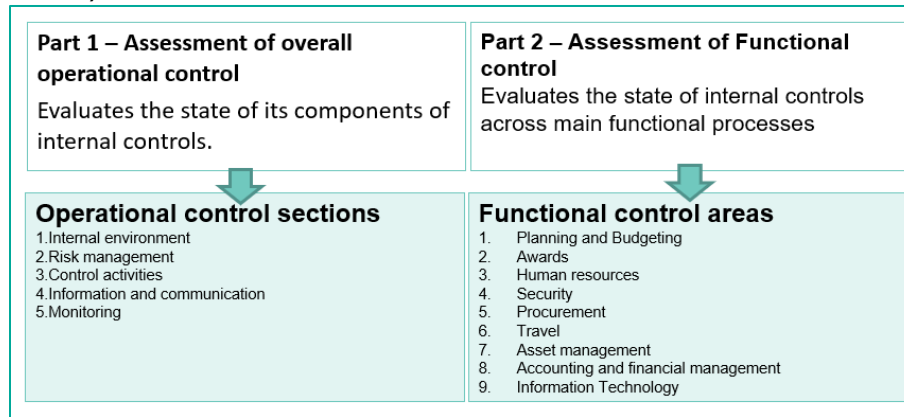 Part 1 – Assessment of overall
operational control
Evaluates the state of its components of
internal controls.
Part 2 – Assessment of Functional
control
Evaluates the state of internal controls
across main functional processes
Operational control sections
1.Internal environment
2.Risk management
3.Control activities
4.Information and communication
5.Monitoring
Functional control areas
1. Planning and Budgeting
2. Awards
3. Human resources
4. Security
5. Procurement
6. Travel
7. Asset management
8. Accounting and financial management
9. Information Technology